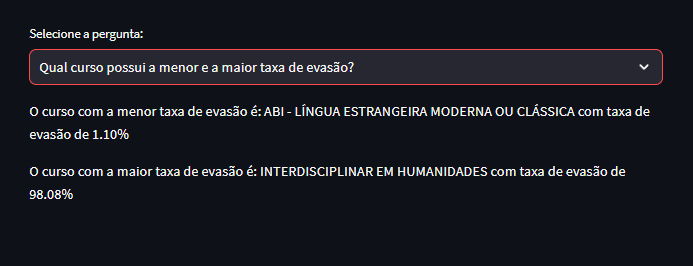 Selecione a pergunta:
Qual curso possui a menor e a maior taxa de evasão?
O curso com a menor taxa de evasão é: ABI - LÍNGUA ESTRANGEIRA MODERNA OU CLÁSSICA com taxa de
evasão de 1.10%
O curso com a maior taxa de evasão é: INTERDISCIPLINAR EM HUMANIDADES com taxa de evasão de
98.08%